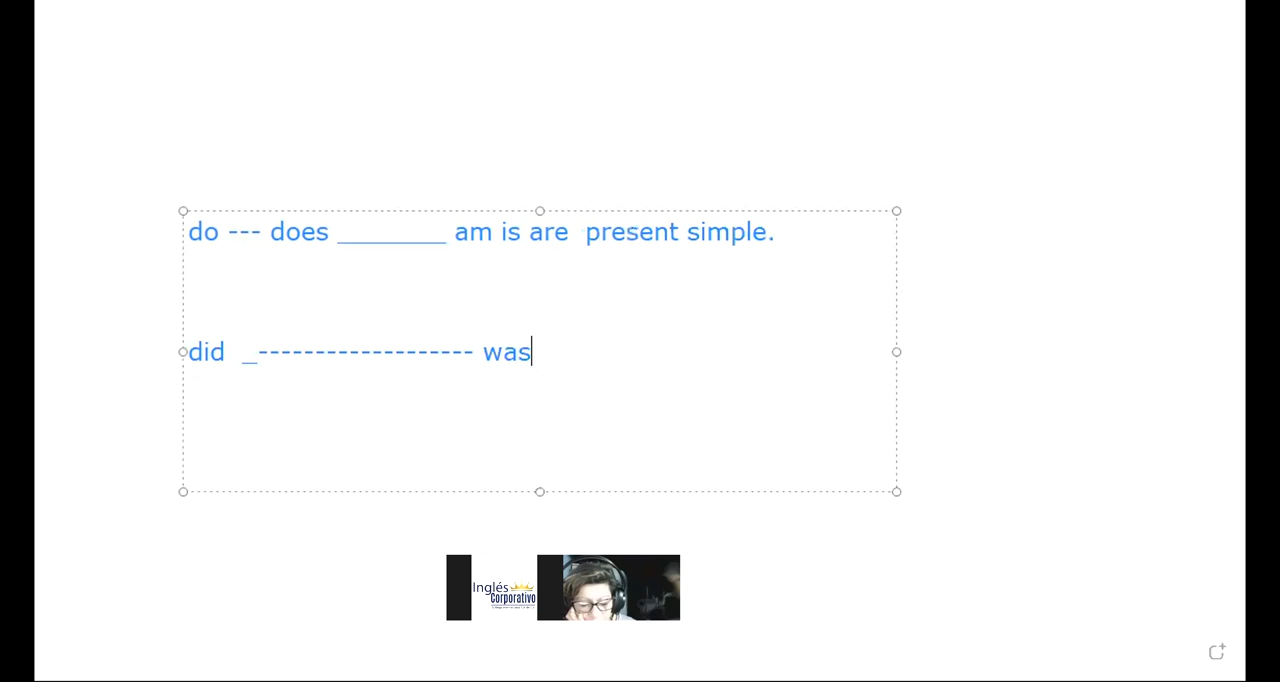 do --- does ________ am is are  present simple.
did  _------------------- was
Inglés
Corporativo